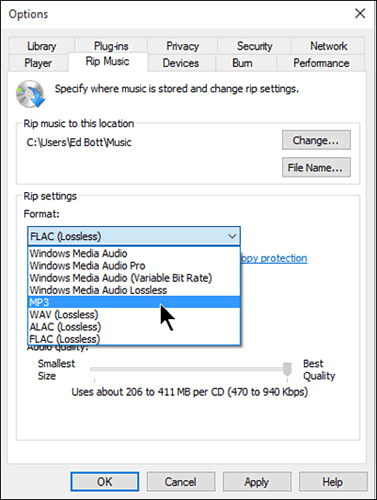 Options
Library Plug-ins Privacy Security Network
Player Rip Music Devices Burn Performance
Specify where music is stored and change rip settings.
Rip music to this location
C:\Users\Ed Bott\Music
Change...
File Name...
Rip settings
Format:
FLAC (Lossless)
Windows Media Audio
Windows Media Audio Pro
opy protection
Windows Media Audio (Variable Bit Rate)
Windows Media Audio Lossless
MP3
WAV (Lossless)
ALAC (Lossless)
FLAC (Lossless)
Audio quality:
Smallest Size
Best Quality
Uses about 206 to 411 MB per CD (470 to 940 Kbps)
OK Cancel Apply Help